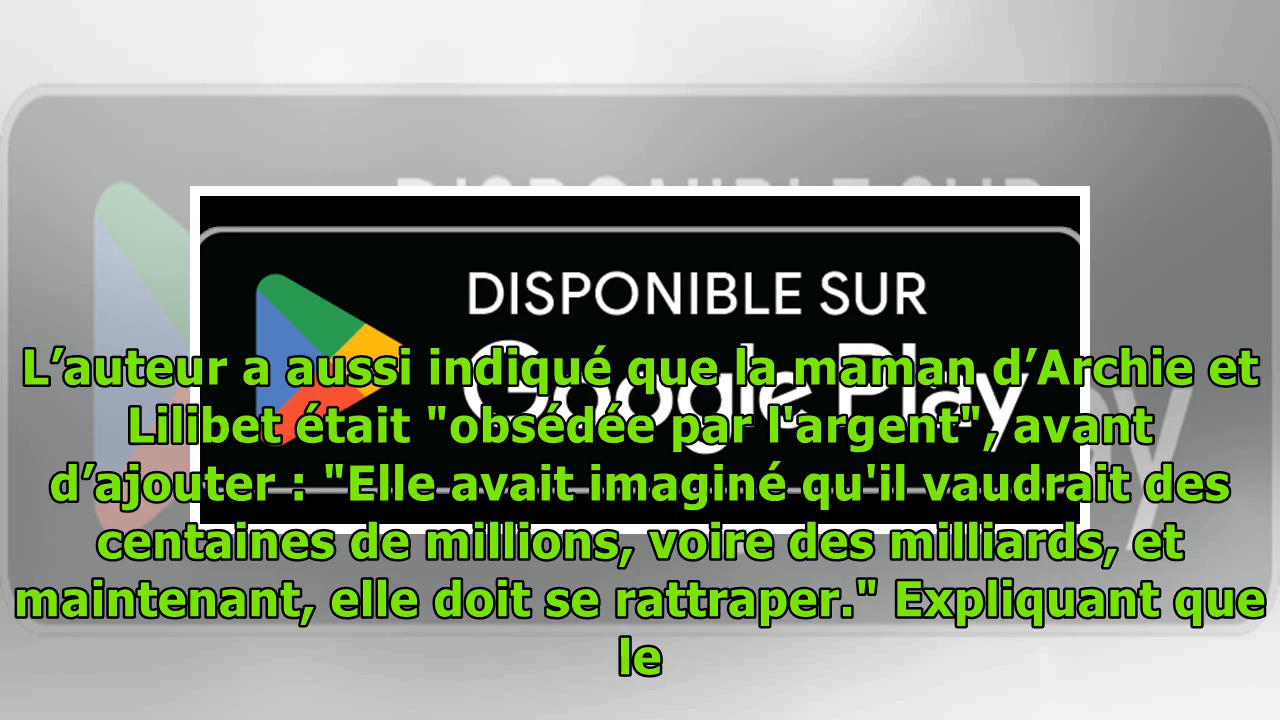 DISPONIBLE SUR
Google Play
L’auteur a aussi indiqué que la maman d’Archie et
Lilibet était "obsédée par l'argent", avant
d’ajouter : "Elle avait imaginé qu'il vaudrait des
centaines de millions, voire des milliards, et
maintenant, elle doit se rattraper." Expliquant que
le